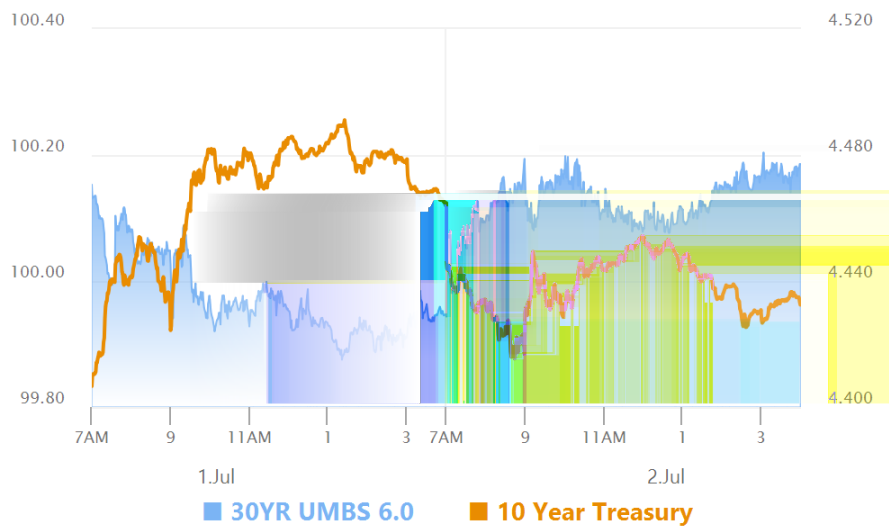 100.40 4.520
100.20 4.480
100.00 4.440
99.80 4.400
7AM 9 11AM 1 3 7AM 9 11AM 1 3
1.Jul 2.Jul
30YR UMBS 6.0 10 Year Treasury